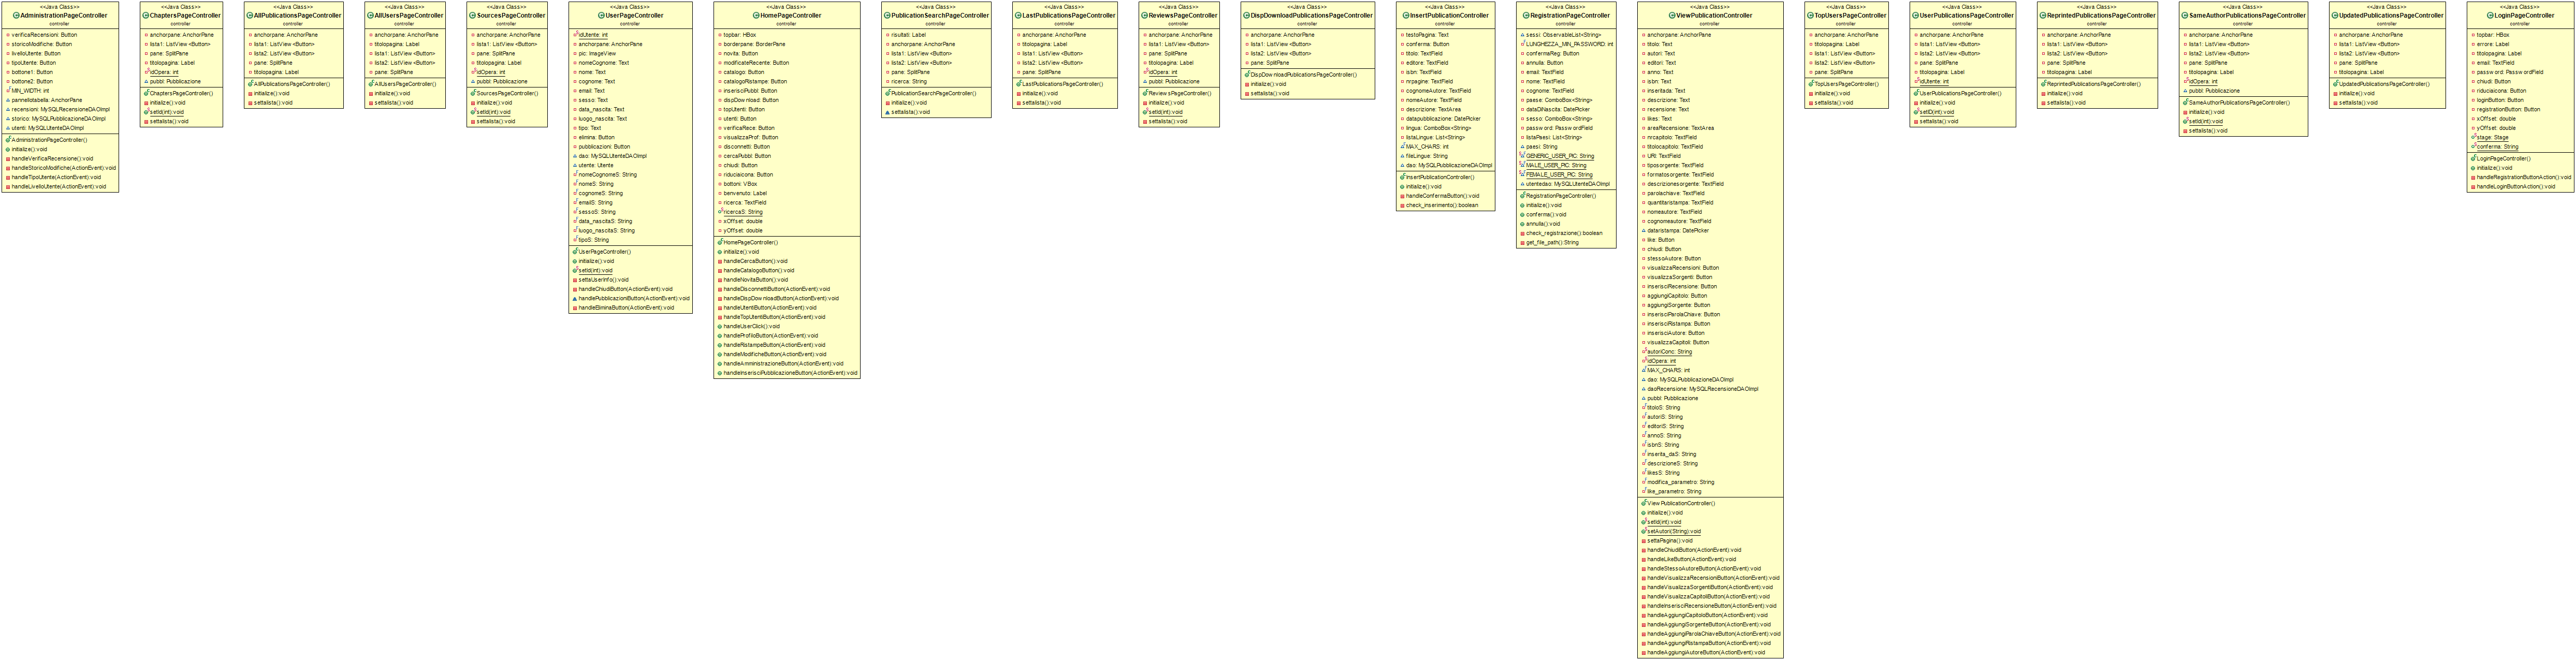 <<Java Class>>
AdministrationPageController
controller
verificaRecensioni: Button
storicoModifiche: Button
livelloUtente: Button
tipoUtente: Button
bottone1: Button
bottone2: Button
MIN_WIDTH: int
pannellotabella: AnchorPane
recensioni: MySQLRecensioneDAOImpl
storico: MySQLPubblicazioneDAOImpl
utenti: MySQLUtenteDAOImpl
AdministrationPageController()
initialize():void
handleVerificaRecensione():void
handleStoricoModifiche(ActionEvent):void
handleTipoUtente(ActionEvent):void
handleLivelloUtente(ActionEvent):void
<<Java Class>>
ChaptersPageController
controller
anchorpane: AnchorPane
lista1: ListView <Button>
pane: SplitPane
titolopagina: Label
idOpera: int
pubbl: Pubblicazione
ChaptersPageController()
initialize():void
setId(int):void
settalista():void
<<Java Class>>
AllPublicationsPageController
controller
anchorpane: AnchorPane
lista1: ListView <Button>
lista2: ListView <Button>
pane: SplitPane
titolopagina: Label
AllPublicationsPageController()
initialize():void
settalista():void
<<Java Class>>
AllUsersPageController
controller
anchorpane: AnchorPane
titolopagina: Label
lista1: ListView <Button>
lista2: ListView <Button>
pane: SplitPane
AllUsersPageController()
initialize():void
settalista():void
<<Java Class>>
SourcesPageController
controller
anchorpane: AnchorPane
lista1: ListView <Button>
pane: SplitPane
titolopagina: Label
idOpera: int
pubbl: Pubblicazione
SourcesPageController()
initialize():void
setId(int):void
settalista():void
<<Java Class>>
UserPageController
controller
idUtente: int
anchorpane: AnchorPane
pic: ImageView
nomeCognome: Text
nome: Text
cognome: Text
email: Text
sesso: Text
data_nascita: Text
luogo_nascita: Text
tipo: Text
elimina: Button
pubblicazioni: Button
dao: MySQLUtenteDAOImpl
utente: Utente
nomeCognomeS: String
nomeS: String
cognomeS: String
emailS: String
sessoS: String
data_nascitaS: String
luogo_nascitaS: String
tipoS: String
UserPageController()
initialize():void
setId(int):void
settaUserInfo():void
handleChiudiButton(ActionEvent):void
handlePubblicazioniButton(ActionEvent):void
handleEliminaButton(ActionEvent):void
<<Java Class>>
HomePageController
controller
topbar: HBox
borderpane: BorderPane
novita: Button
modificateRecente: Button
catalogo: Button
catalogoRistampe: Button
inserisciPubbl: Button
dispDownload: Button
topUtenti: Button
utenti: Button
verificaRece: Button
visualizzaProf: Button
disconnetti: Button
cercaPubbl: Button
chiudi: Button
riduciaicona: Button
bottoni: VBox
benvenuto: Label
ricerca: TextField
ricercaS: String
xOffset: double
yOffset: double
HomePageController()
initialize():void
handleCercaButton():void
handleCatalogoButton():void
handleNovitaButton():void
handleDisconnettiButton(ActionEvent):void
handleDispDownloadButton(ActionEvent):void
handleUtentiButton(ActionEvent):void
handleTopUtentiButton(ActionEvent):void
handleUserClick():void
handleProfiloButton(ActionEvent):void
handleRistampeButton(ActionEvent):void
handleModificheButton(ActionEvent):void
handleAmministrazioneButton(ActionEvent):void
handleInserisciPubblicazioneButton(ActionEvent):void
<<Java Class>>
PublicationSearchPageController
controller
risultati: Label
anchorpane: AnchorPane
lista1: ListView <Button>
lista2: ListView <Button>
pane: SplitPane
ricerca: String
PublicationSearchPageController()
initialize():void
settalista():void
<<Java Class>>
LastPublicationsPageController
controller
anchorpane: AnchorPane
titolopagina: Label
lista1: ListView <Button>
lista2: ListView <Button>
pane: SplitPane
LastPublicationsPageController()
initialize():void
settalista():void
<<Java Class>>
ReviewsPageController
controller
anchorpane: AnchorPane
lista1: ListView <Button>
pane: SplitPane
titolopagina: Label
idOpera: int
pubbl: Pubblicazione
ReviewsPageController()
initialize():void
setId(int):void
settalista():void
<<Java Class>>
DispDownloadPublicationsPageController
controller
anchorpane: AnchorPane
lista1: ListView <Button>
lista2: ListView <Button>
pane: SplitPane
DispDownloadPublicationsPageController()
initialize():void
settalista():void
<<Java Class>>
InsertPublicationController
controller
testoPagina: Text
conferma: Button
titolo: TextField
editore: TextField
isbn: TextField
nrpagine: TextField
cognomeAutore: TextField
nomeAutore: TextField
descrizione: TextArea
datapubblicazione: DatePicker
lingua: ComboBox<String>
listaLingue: List<String>
MAX_CHARS: int
fileLingue: String
dao: MySQLPubblicazioneDAOImpl
InsertPublicationController()
initialize():void
handleConfermaButton():void
check_inserimento():boolean
<<Java Class>>
RegistrationPageController
controller
sessi: ObservableList<String>
LUNGHEZZA_MIN_PASSWORD: int
confermaReg: Button
annulla: Button
email: TextField
nome: TextField
cognome: TextField
paese: ComboBox<String>
dataDiNascita: DatePicker
sesso: ComboBox<String>
password: PasswordField
listaPaesi: List<String>
paesi: String
GENERIC_USER_PIC: String
MALE_USER_PIC: String
FEMALE_USER_PIC: String
utentedao: MySQLUtenteDAOImpl
RegistrationPageController()
initialize():void
conferma():void
annulla():void
check_registrazione():boolean
get_file_path():String
<<Java Class>>
ViewPublicationController
controller
anchorpane: AnchorPane
titolo: Text
autori: Text
editori: Text
anno: Text
isbn: Text
inseritada: Text
descrizione: Text
recensione: Text
likes: Text
areaRecensione: TextArea
nrcapitolo: TextField
titolocapitolo: TextField
URI: TextField
tiposorgente: TextField
formatosorgente: TextField
descrizionesorgente: TextField
parolachiave: TextField
quantitaristampa: TextField
nomeautore: TextField
cognomeautore: TextField
dataristampa: DatePicker
like: Button
chiudi: Button
stessoAutore: Button
visualizzaRecensioni: Button
visualizzaSorgenti: Button
inserisciRecensione: Button
aggiungiCapitolo: Button
aggiungiSorgente: Button
inserisciParolaChiave: Button
inserisciRistampa: Button
inserisciAutore: Button
visualizzaCapitoli: Button
autoriConc: String
idOpera: int
MAX_CHARS: int
dao: MySQLPubblicazioneDAOImpl
daoRecensione: MySQLRecensioneDAOImpl
pubbl: Pubblicazione
titoloS: String
autoriS: String
editoriS: String
annoS: String
isbnS: String
inserita_daS: String
descrizioneS: String
likesS: String
modifica_parametro: String
like_parametro: String
ViewPublicationController()
initialize():void
setId(int):void
setAutori(String):void
settaPagina():void
handleChiudiButton(ActionEvent):void
handleLikeButton(ActionEvent):void
handleStessoAutoreButton(ActionEvent):void
handleVisualizzaRecensioniButton(ActionEvent):void
handleVisualizzaSorgentiButton(ActionEvent):void
handleVisualizzaCapitoliButton(ActionEvent):void
handleInserisciRecensioneButton(ActionEvent):void
handleAggiungiCapitoloButton(ActionEvent):void
handleAggiungiSorgenteButton(ActionEvent):void
handleAggiungiParolaChiaveButton(ActionEvent):void
handleAggiungiRistampaButton(ActionEvent):void
handleAggiungiAutoreButton(ActionEvent):void
<<Java Class>>
TopUsersPageController
controller
anchorpane: AnchorPane
titolopagina: Label
lista1: ListView <Button>
lista2: ListView <Button>
pane: SplitPane
TopUsersPageController()
initialize():void
settalista():void
<<Java Class>>
UserPublicationsPageController
controller
anchorpane: AnchorPane
lista1: ListView <Button>
lista2: ListView <Button>
pane: SplitPane
titolopagina: Label
idUtente: int
UserPublicationsPageController()
initialize():void
setID(int):void
settalista():void
<<Java Class>>
ReprintedPublicationsPageController
controller
anchorpane: AnchorPane
lista1: ListView <Button>
lista2: ListView <Button>
pane: SplitPane
titolopagina: Label
ReprintedPublicationsPageController()
initialize():void
settalista():void
<<Java Class>>
SameAuthorPublicationsPageController
controller
anchorpane: AnchorPane
lista1: ListView <Button>
lista2: ListView <Button>
pane: SplitPane
titolopagina: Label
idOpera: int
pubbl: Pubblicazione
SameAuthorPublicationsPageController()
initialize():void
setId(int):void
settalista():void
<<Java Class>>
UpdatedPublicationsPageController
controller
anchorpane: AnchorPane
lista1: ListView <Button>
lista2: ListView <Button>
pane: SplitPane
titolopagina: Label
UpdatedPublicationsPageController()
initialize():void
settalista():void
<<Java Class>>
LoginPageController
controller
topbar: HBox
errore: Label
titolopagina: Label
email: TextField
password: PasswordField
chiudi: Button
riduciaicona: Button
loginButton: Button
registrationButton: Button
xOffset: double
yOffset: double
stage: Stage
conferma: String
LoginPageController()
initialize():void
handleRegistrationButtonAction():void
handleLoginButtonAction():void